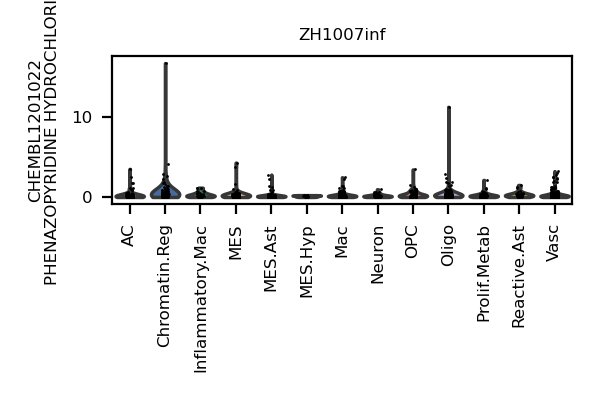 ZH1007inf
CHEMBL1201022
PHENAZOPYRIDINE HYDROCHLORI
10
0
AC
Chromatin.Reg
Inflammatory.Mac
MES
MES.Ast
MES.Hyp
Mac
Neuron
OPC
Oligo
Prolif.Metab
Reactive.Ast
Vasc